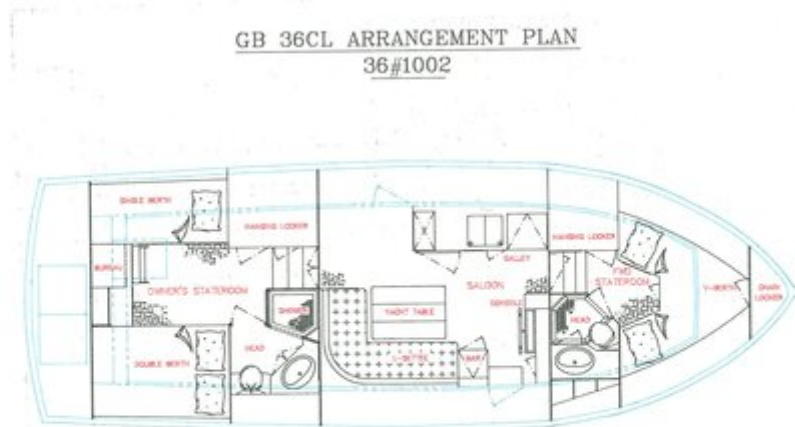 GB 36CL ARRANGEMENT PLAN
36#1002
SINGLE BERTH
HANGING LOCKER
HANGING LOCKER
GALLEY
BUREAU
OWNER'S STATEROOM
SALOON
FWD
STATEROOM
V-BERTH
CHAIN
LOCKER
SHOWER
YACHT TABLE
CONSOLE
HEAD
HEAD
DOUBLE BERTH
L-SETTEE
BAR